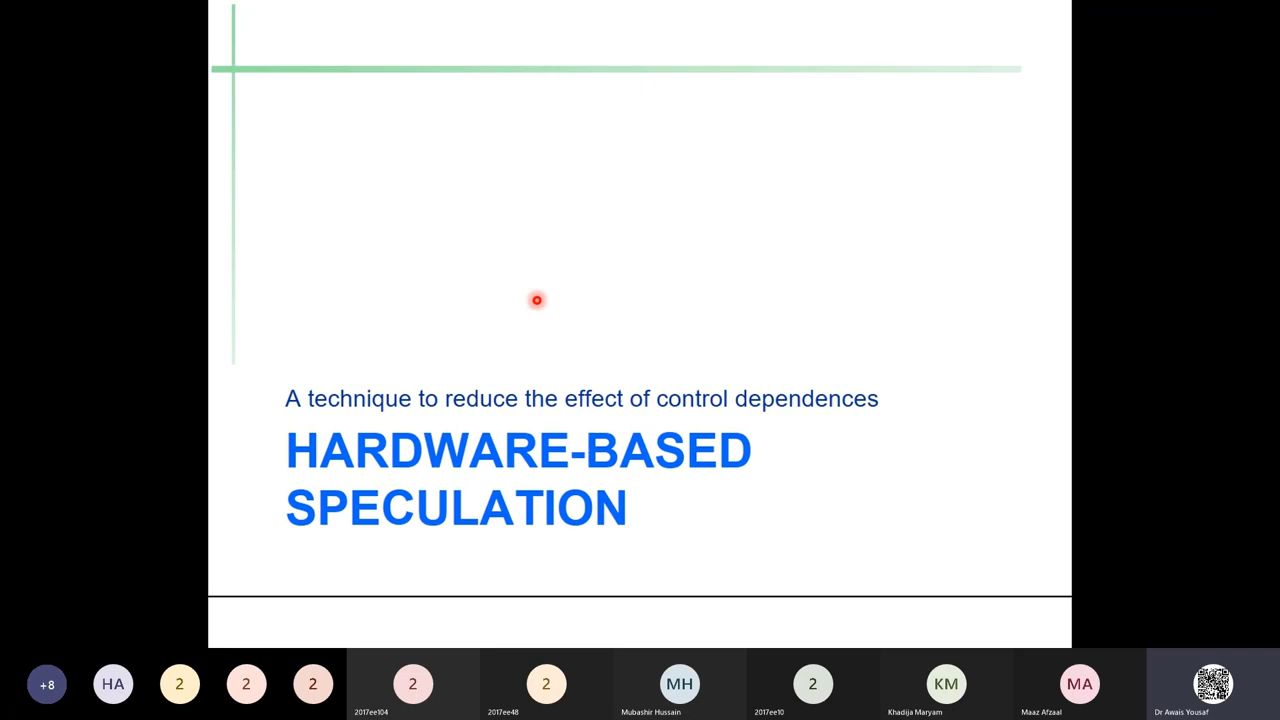 A technique to reduce the effect of control dependences
HARDWARE-BASED
SPECULATION
+8
HA
2
2
2
2
2
MH
2
KM
MA
2017ee104
2017ee48
Mubashir Hussain
2017ee10
Khadija Maryam
Maaz Afzaal
Dr Awais Yousaf